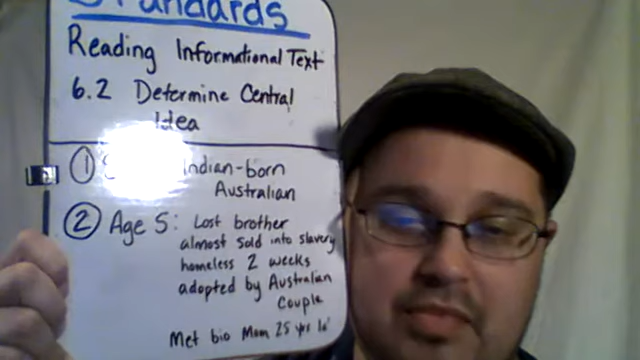 Standards
Reading Informational Text
6.2 Determine Central
Idea
① Indian-born
Australian
② Age 5: Lost brother
almost sold into slavery
homeless 2 weeks
adopted by Australian
Couple
Met bio Mom 25 yrs